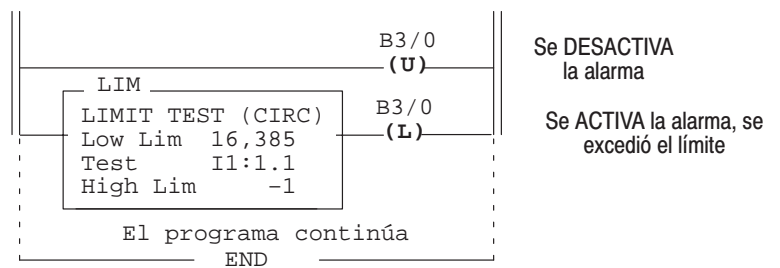 B3/0
(U)
Se DESACTIVA
la alarma
LIM
LIMIT TEST (CIRC)
Low Lim 16,385
Test I1:1.1
High Lim -1
B3/0
(L)
Se ACTIVA la alarma, se
excedió el límite
El programa continúa
END